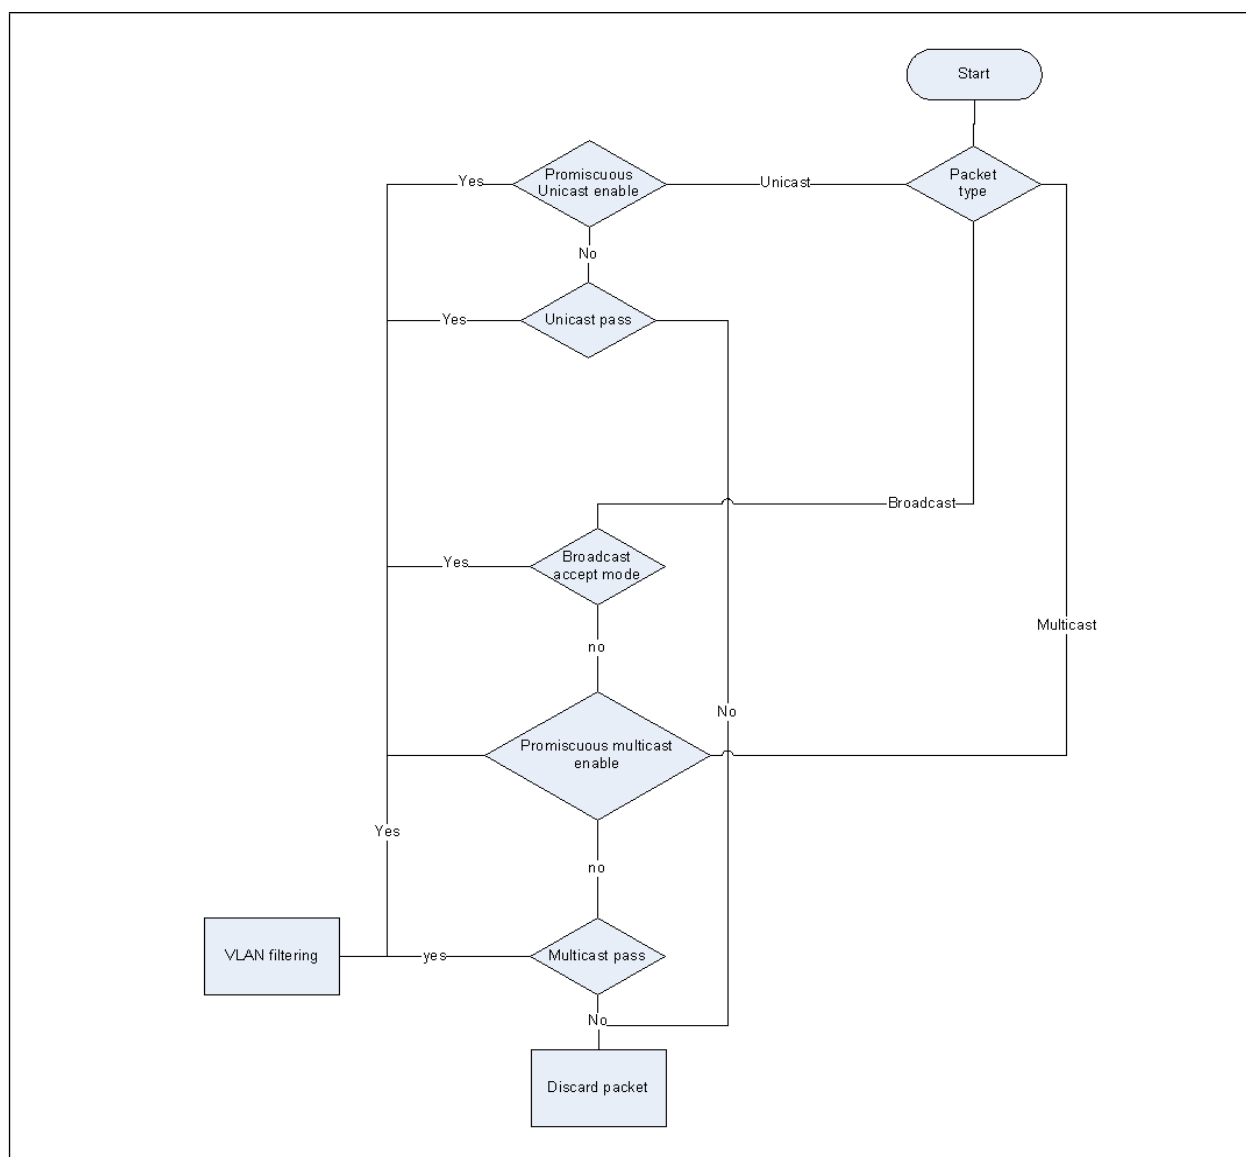 Start
Packet
type
Unicast
Promiscuous
Unicast enable
Yes
No
Unicast pass
Yes
Broadcast
Broadcast
accept mode
Yes
no
Multicast
No
Promiscuous multicast
enable
Yes
no
VLAN filtering
yes
Multicast pass
No
Discard packet